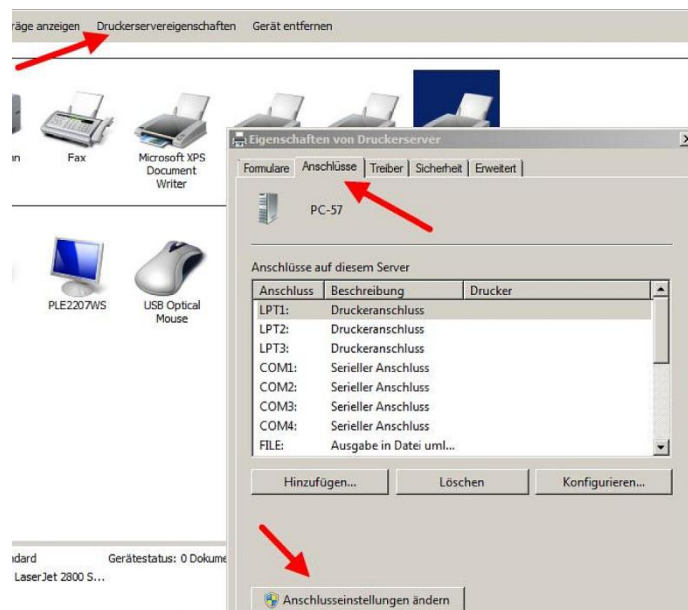 räge anzeigen Druckerservereigenschaften Gerät entfernen
Fax
Microsoft XPS
Document
Writer
PLE2207WS
USB Optical
Mouse
Eigenschaften von Druckerserver
Formulare Anschlüsse Treiber Sicherheit Erweitert
PC-57
Anschlüsse auf diesem Server
Anschluss Beschreibung Drucker
LPT1: Druckeranschluss
LPT2: Druckeranschluss
LPT3: Druckeranschluss
COM1: Serieller Anschluss
COM2: Serieller Anschluss
COM3: Serieller Anschluss
COM4: Serieller Anschluss
FILE: Ausgabe in Datei uml...
Hinzufügen... Löschen Konfigurieren...
ndard Gerätestatus: 0 Dokume
LaserJet 2800 S...
Anschlusseinstellungen ändern